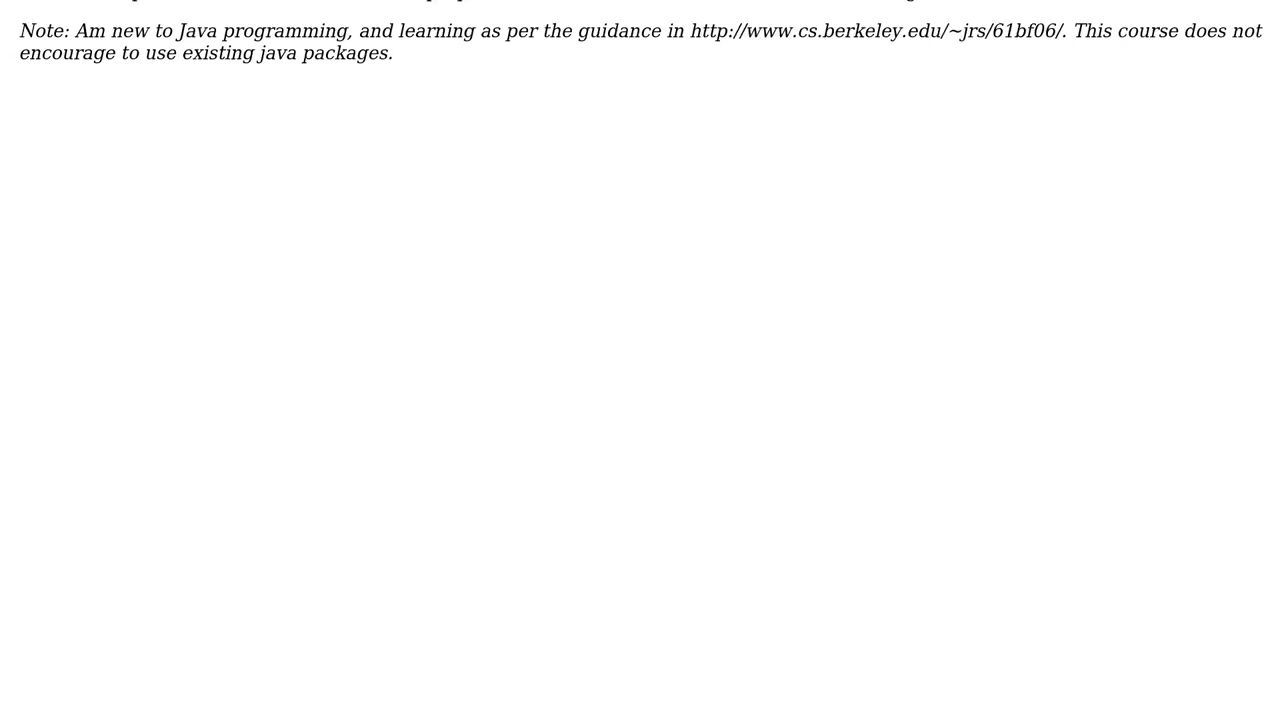 Note: Am new to Java programming, and learning as per the guidance in http://www.cs.berkeley.edu/~jrs/61bf06/. This course does not
encourage to use existing java packages.